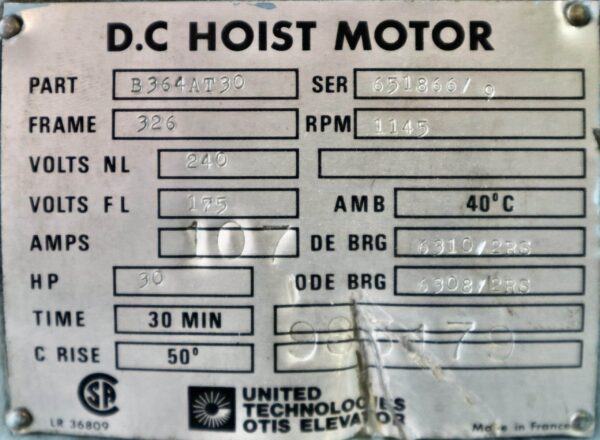 D.C HOIST MOTOR
PART B364AT30 SER 651866/9
FRAME 326 RPM 1145
VOLTS NL 240
VOLTS FL 175 AMB 40°C
AMPS 107 DE BRG 6310/2RS
HP 30 ODE BRG 6308/2RS
TIME 30 MIN
C RISE 50°
CSA
LR 36809
UNITED
TECHNOLOGIES
OTIS ELEVATOR
Made in France